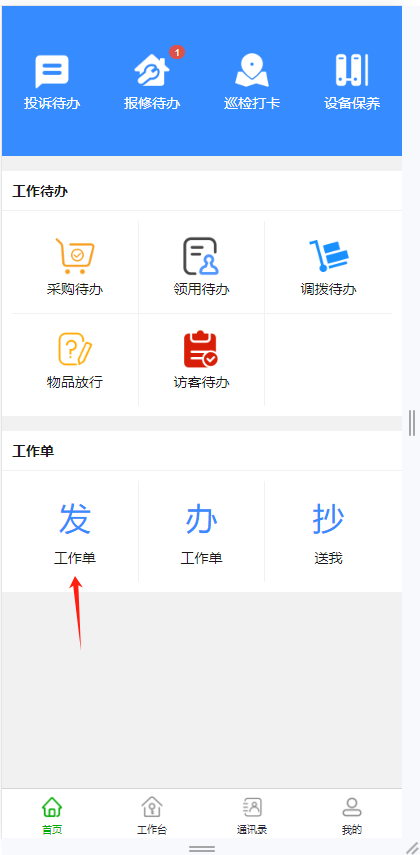 1
投诉待办 报修待办 巡检打卡 设备保养
工作待办
采购待办 领用待办 调拨待办
物品放行 访客待办
工作单
发 办 抄
工作单 工作单 送我
首页 工作台 通讯录 我的